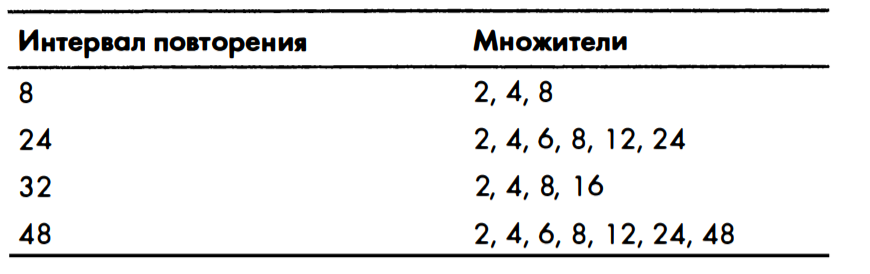 Интервал повторения Множители
8 2, 4, 8
24 2, 4, 6, 8, 12, 24
32 2, 4, 8, 16
48 2, 4, 6, 8, 12, 24, 48